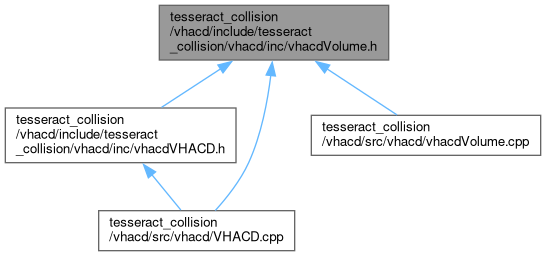 tesseract_collision
/vhacd/include/tesseract
_collision/vhacd/inc/vhacdVolume.h
tesseract_collision
/vhacd/include/tesseract
_collision/vhacd/inc/vhacdVHACD.h
tesseract_collision
/vhacd/src/vhacd/vhacdVolume.cpp
tesseract_collision
/vhacd/src/vhacd/VHACD.cpp